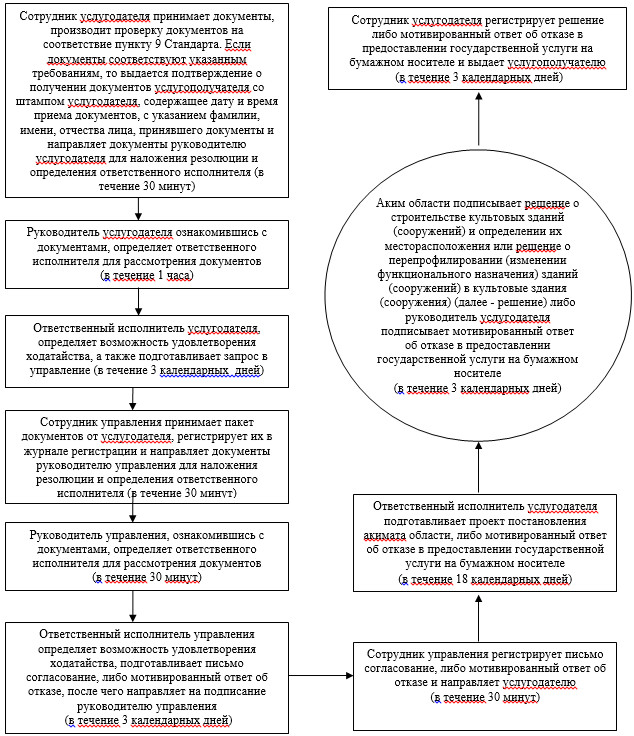 Сотрудник услугодателя принимает документы,
производит проверку документов на
соответствие пункту 9 Стандарта. Если
документы соответствуют указанным
требованиям, то выдается подтверждение о
получении документов услугополучателя со
штампом услугодателя, содержащее дату и время
приема документов, с указанием фамилии,
имени, отчества лица, принявшего документы и
направляет документы руководителю
услугодателя для наложения резолюции и
определения ответственного исполнителя (в
течение 30 минут)
Руководитель услугодателя ознакомившись с
документами, определяет ответственного
исполнителя для рассмотрения документов
(в течение 1 часа)
Ответственный исполнитель услугодателя,
определяет возможность удовлетворения
ходатайства, а также подготавливает запрос в
управление (в течение 3 календарных дней)
Сотрудник управления принимает пакет
документов от услугодателя, регистрирует их в
журнале регистрации и направляет документы
руководителю управления для наложения
резолюции и определения ответственного
исполнителя (в течение 30 минут)
Руководитель управления, ознакомившись с
документами, определяет ответственного
исполнителя для рассмотрения документов
(в течение 30 минут)
Ответственный исполнитель управления
определяет возможность удовлетворения
ходатайства, подготавливает письмо
согласование, либо мотивированный ответ об
отказе, после чего направляет на подписание
руководителю управления
(в течение 3 календарных дней)
Сотрудник управления регистрирует письмо
согласование, либо мотивированный ответ об
отказе и направляет услугодателю
(в течение 30 минут)
Ответственный исполнитель услугодателя
подготавливает проект постановления
акимата области, либо мотивированный ответ
об отказе в предоставлении государственной
услуги на бумажном носителе
(в течение 18 календарных дней)
Аким области подписывает решение о
строительстве культовых зданий
(сооружений) и определении их
месторасположения или решение о
перепрофилировании (изменении
функционального назначения) зданий
(сооружений) в культовые здания
(сооружения) (далее - решение) либо
руководитель услугодателя
подписывает мотивированный ответ
об отказе в предоставлении
государственной услуги на бумажном
носителе
(в течение 3 календарных дней)
Сотрудник услугодателя регистрирует решение
либо мотивированный ответ об отказе в
предоставлении государственной услуги на
бумажном носителе и выдает услугополучателю
(в течение 3 календарных дней)